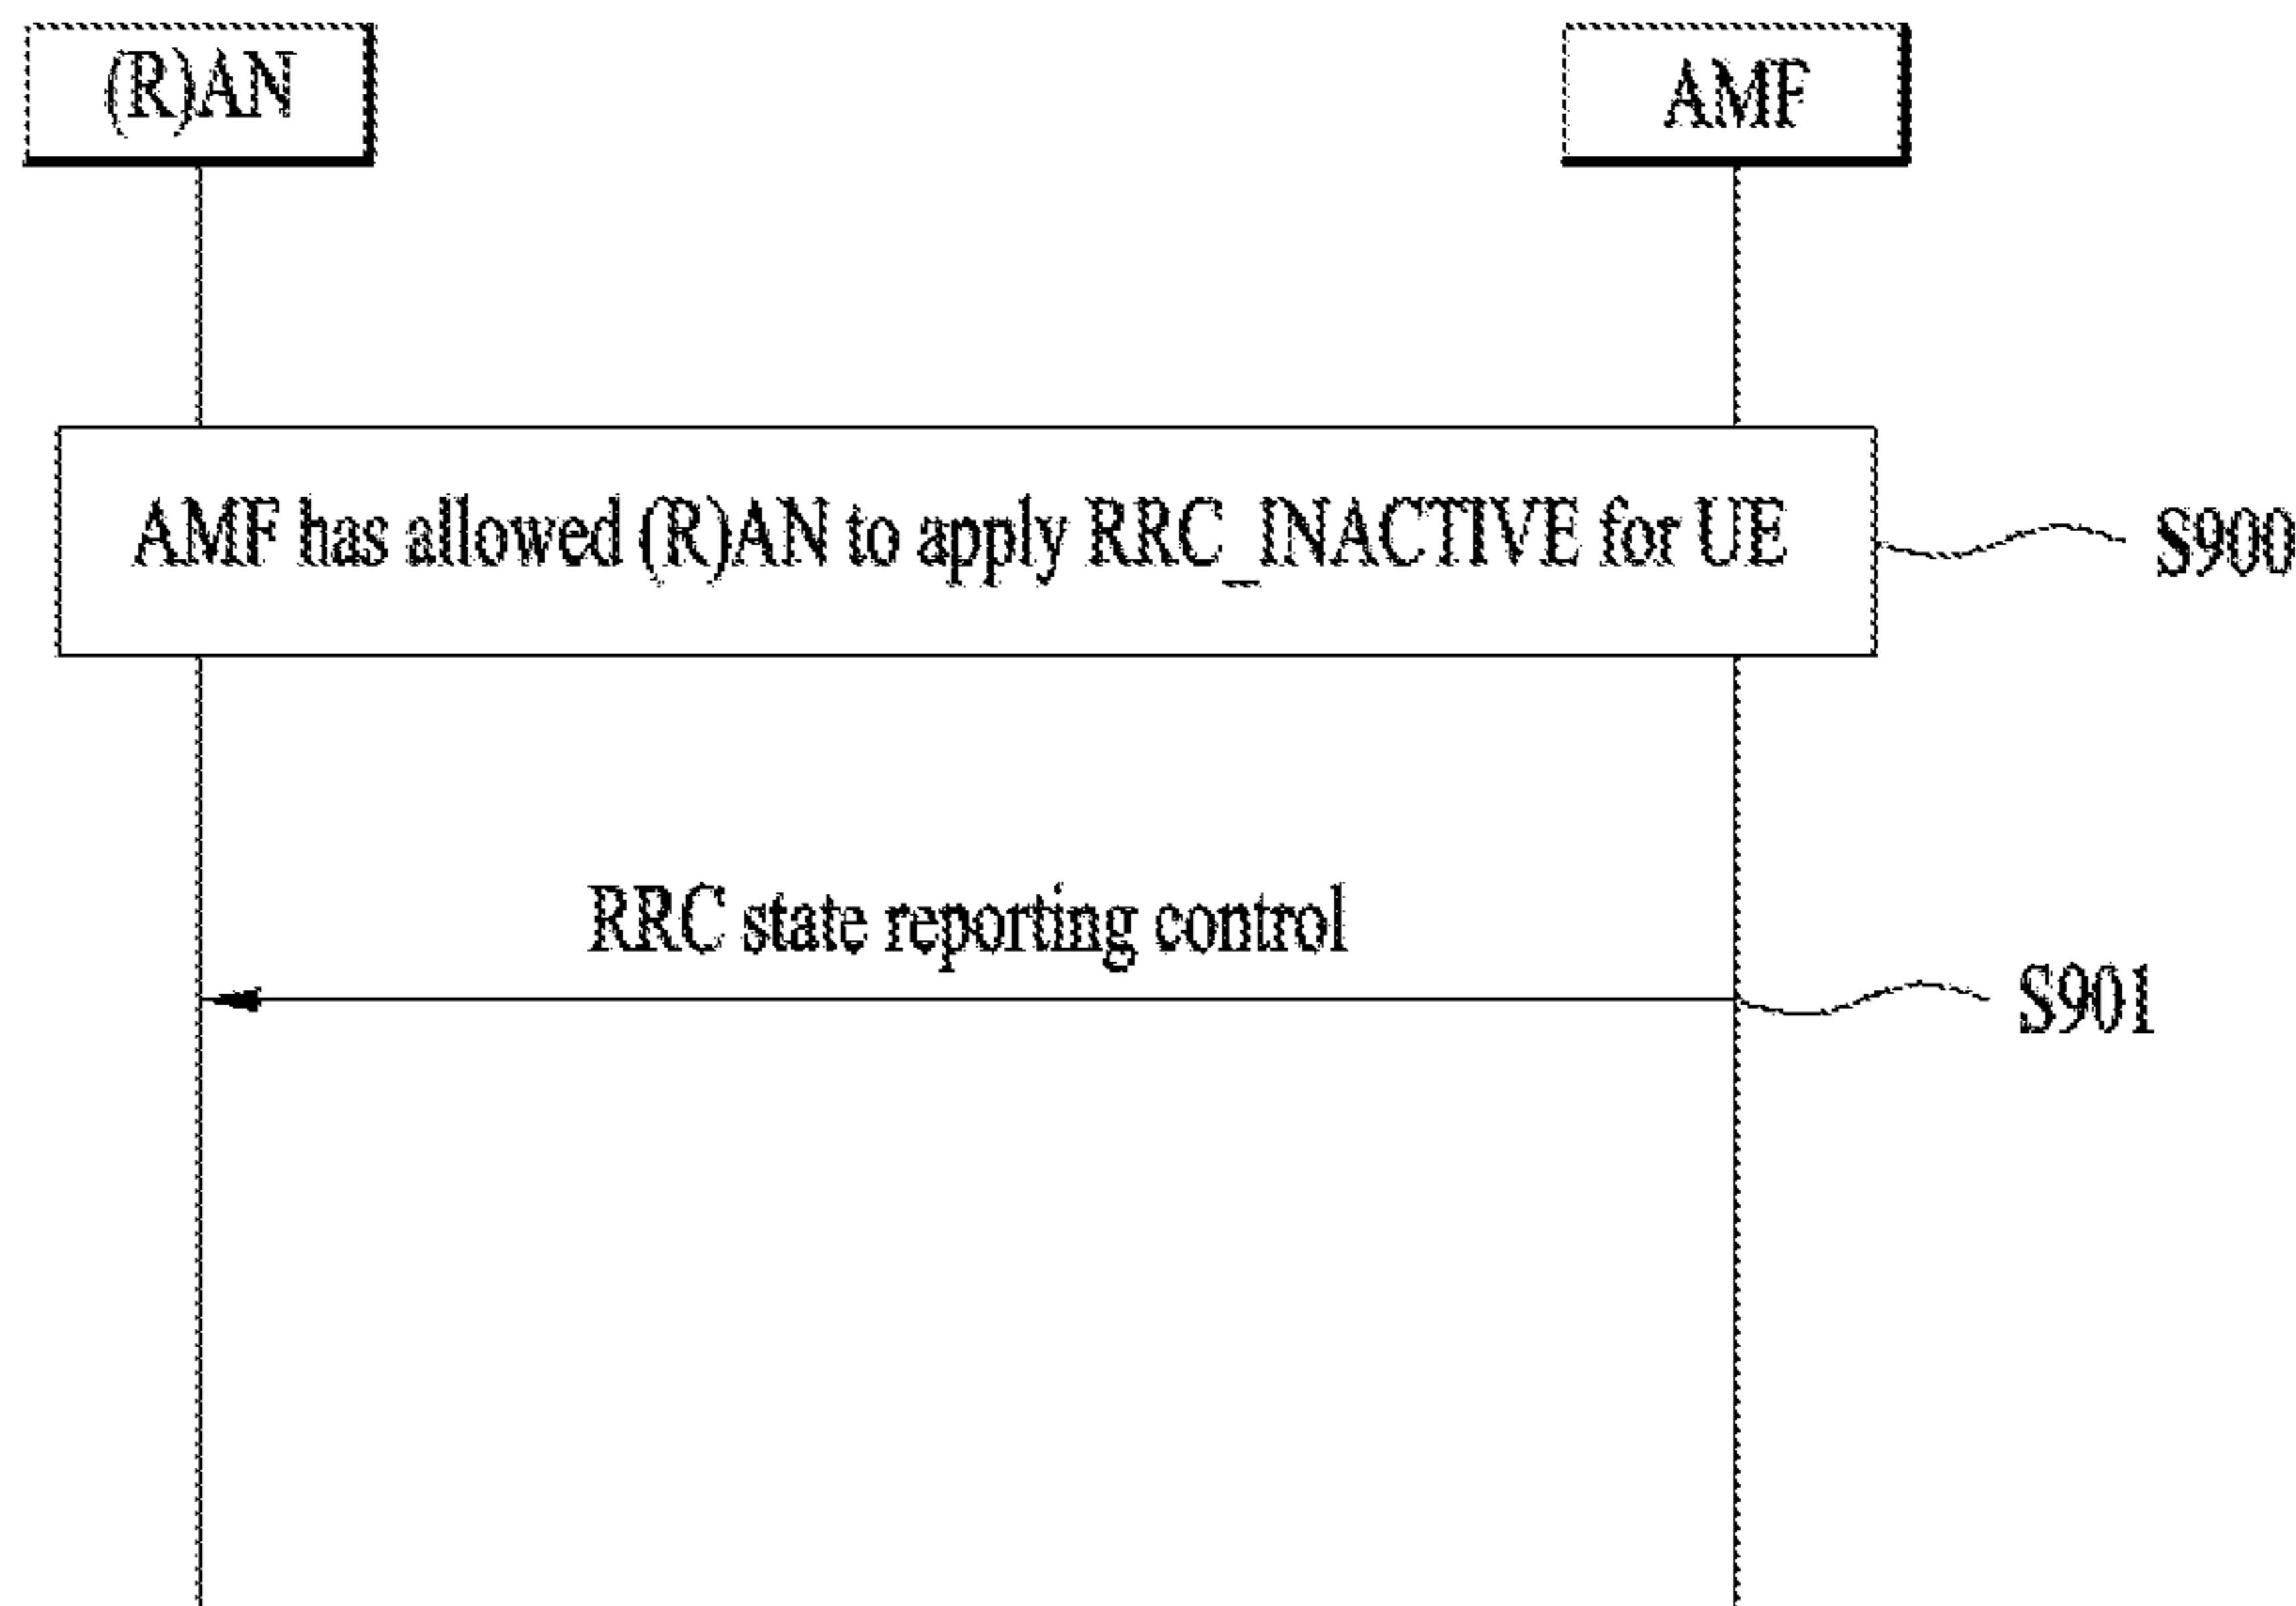 (R)AN
AMF
AMF has allowed (R)AN to apply RRC_INACTIVE for UE
S900
RRC state reporting control
S901